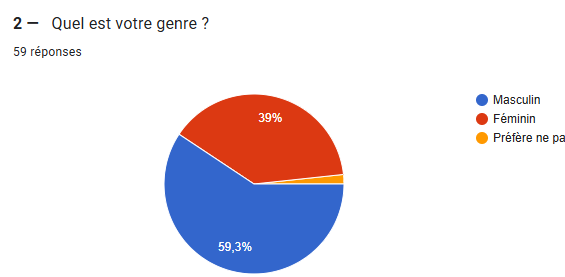 2 — Quel est votre genre ?
59 réponses
39%
59,3%
Masculin
Féminin
Préfère ne pa